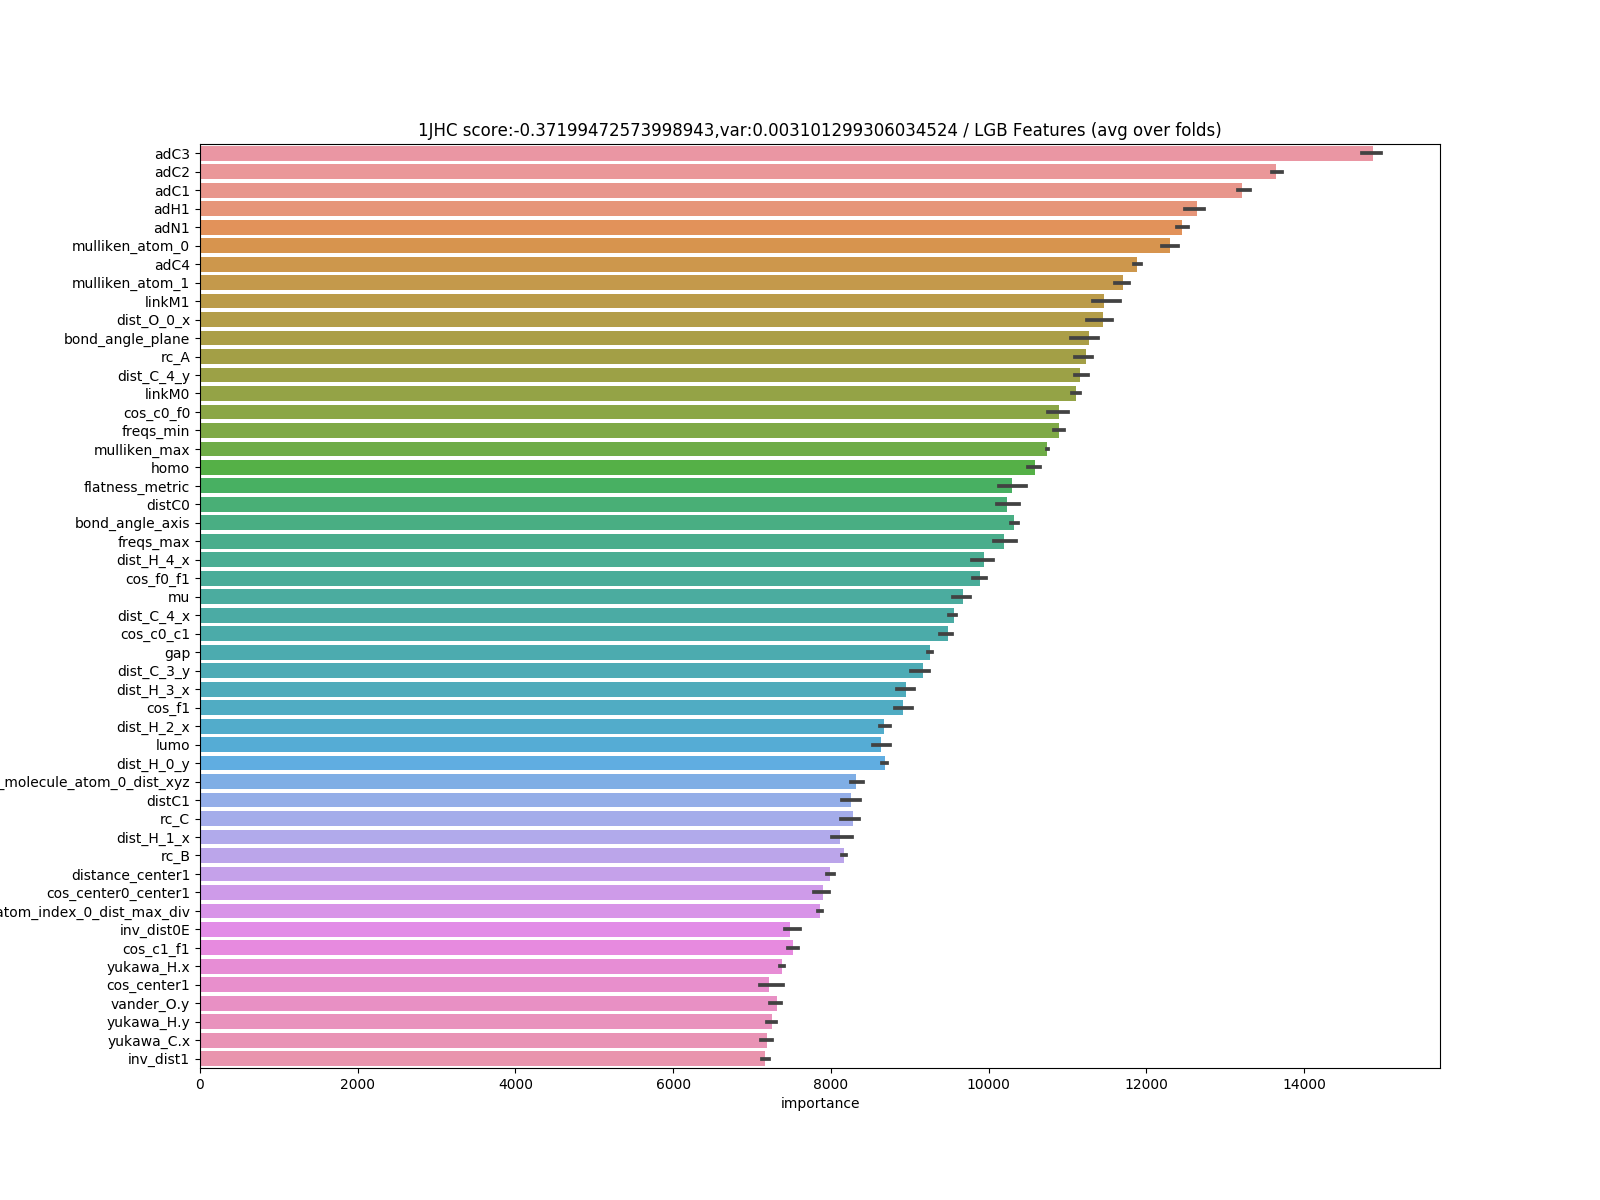 1JHC score:-0.37199472573998943,var:0.003101299306034524 / LGB Features (avg over folds)
adC3
adC2
adC1
adH1
adN1
mulliken_atom_0
adC4
mulliken_atom_1
linkM1
dist_O_0_x
bond_angle_plane
rc_A
dist_C_4_y
linkM0
cos_c0_f0
freqs_min
mulliken_max
homo
flatness_metric
distC0
bond_angle_axis
freqs_max
dist_H_4_x
cos_f0_f1
mu
dist_C_4_x
cos_c0_c1
gap
dist_C_3_y
dist_H_3_x
cos_f1
dist_H_2_x
lumo
dist_H_0_y
_molecule_atom_0_dist_xyz
distC1
rc_C
dist_H_1_x
rc_B
distance_center1
cos_center0_center1
atom_index_0_dist_max_div
inv_dist0E
cos_c1_f1
yukawa_H.x
cos_center1
vander_O.y
yukawa_H.y
yukawa_C.x
inv_dist1
0 2000 4000 6000 8000 10000 12000 14000
importance